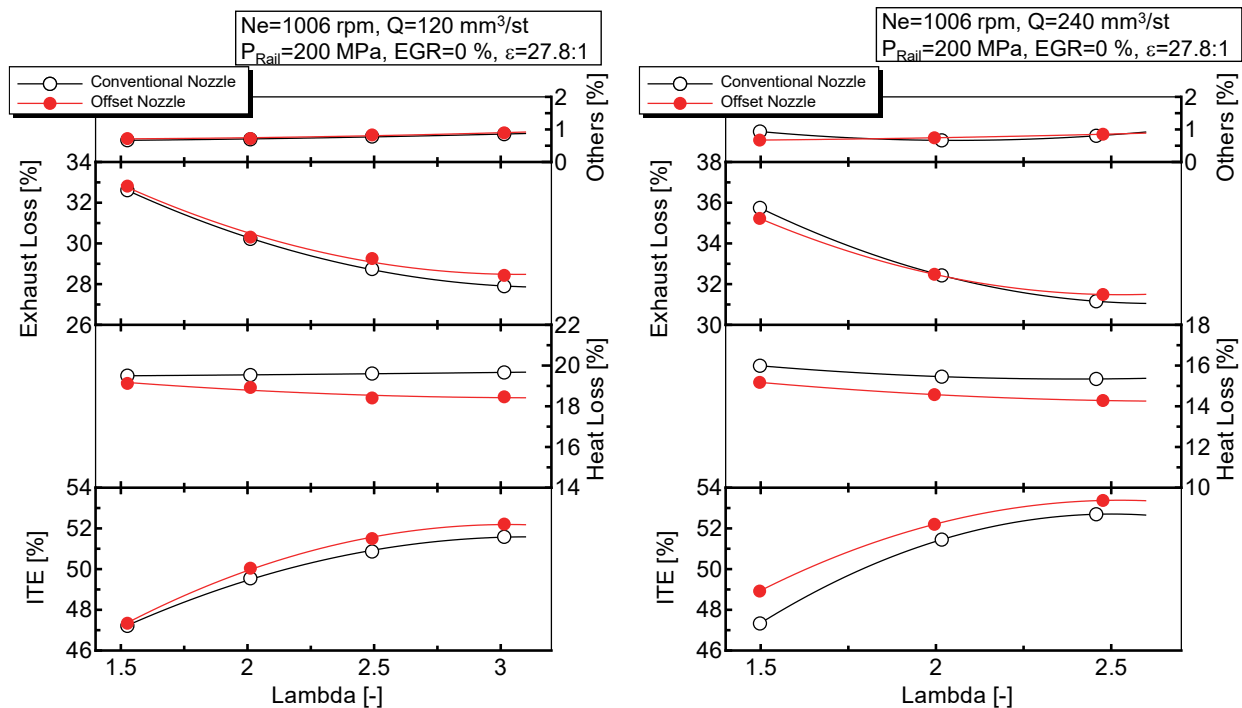 Ne=1006 rpm, Q=120 mm³/st
P_Rail=200 MPa, EGR=0 %, ε=27.8:1
Conventional Nozzle
Offset Nozzle
2
1
0
Others [%]
34
32
30
28
26
Exhaust Loss [%]
22
20
18
16
14
Heat Loss [%]
54
52
50
48
46
ITE [%]
1.5 2 2.5 3
Lambda [-]
Ne=1006 rpm, Q=240 mm³/st
P_Rail=200 MPa, EGR=0 %, ε=27.8:1
Conventional Nozzle
Offset Nozzle
2
1
0
Others [%]
38
36
34
32
30
Exhaust Loss [%]
18
16
14
12
10
Heat Loss [%]
54
52
50
48
46
ITE [%]
1.5 2 2.5
Lambda [-]